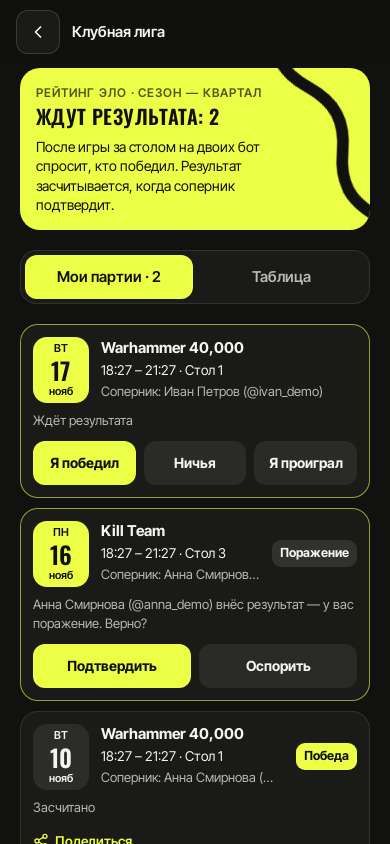 Клубная лига
РЕЙТИНГ ЭЛО · СЕЗОН — КВАРТАЛ
ЖДУТ РЕЗУЛЬТАТА: 2
После игры за столом на двоих бот
спросит, кто победил. Результат
засчитывается, когда соперник
подтвердит.
Мои партии · 2
Таблица
ВТ
17
нояб
Warhammer 40,000
18:27 – 21:27 · Стол 1
Соперник: Иван Петров (@ivan_demo)
Ждёт результата
Я победил
Ничья
Я проиграл
ПН
16
нояб
Kill Team
18:27 – 21:27 · Стол 3
Соперник: Анна Смирнов…
Поражение
Анна Смирнова (@anna_demo) внёс результат — у вас
поражение. Верно?
Подтвердить
Оспорить
ВТ
10
нояб
Warhammer 40,000
18:27 – 21:27 · Стол 1
Соперник: Анна Смирнова (…
Победа
Засчитано
Поделиться